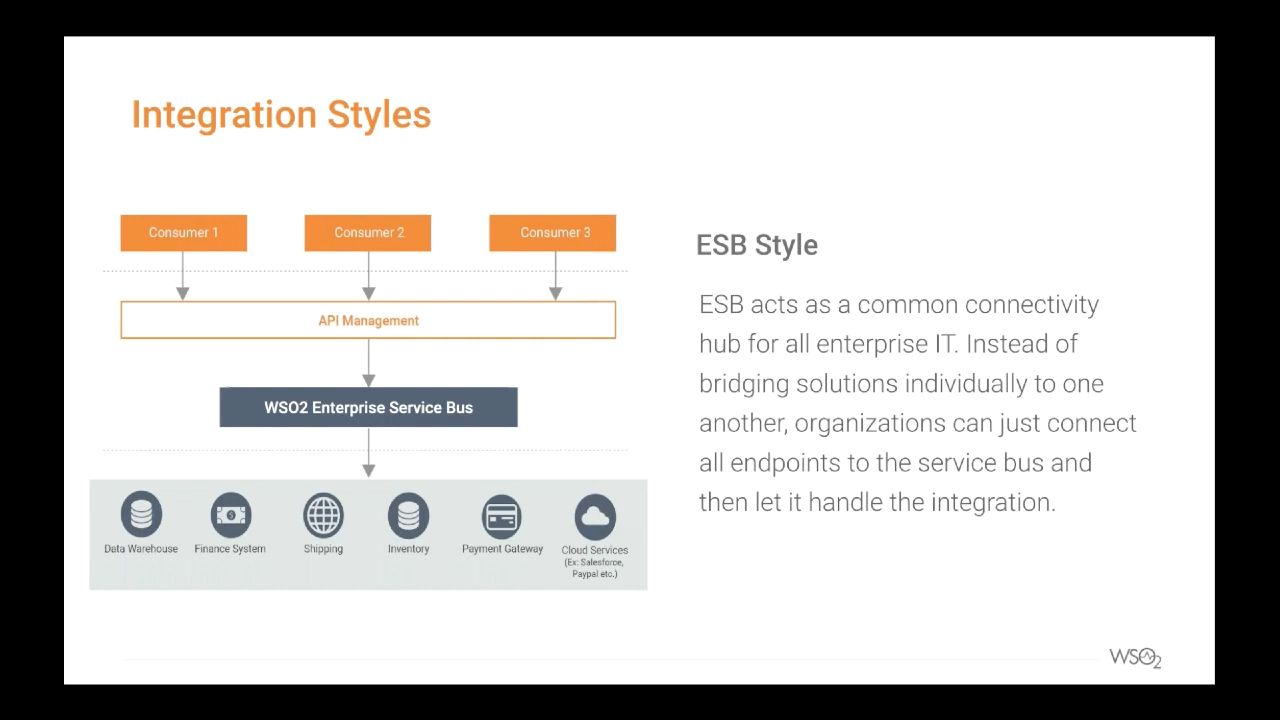 Integration Styles
Consumer 1
Consumer 2
Consumer 3
API Management
WSO2 Enterprise Service Bus
Data Warehouse
Finance System
Shipping
Inventory
Payment Gateway
Cloud Services
(Ex: Salesforce,
Paypal etc.)
ESB Style
ESB acts as a common connectivity
hub for all enterprise IT. Instead of
bridging solutions individually to one
another, organizations can just connect
all endpoints to the service bus and
then let it handle the integration.
WSO2